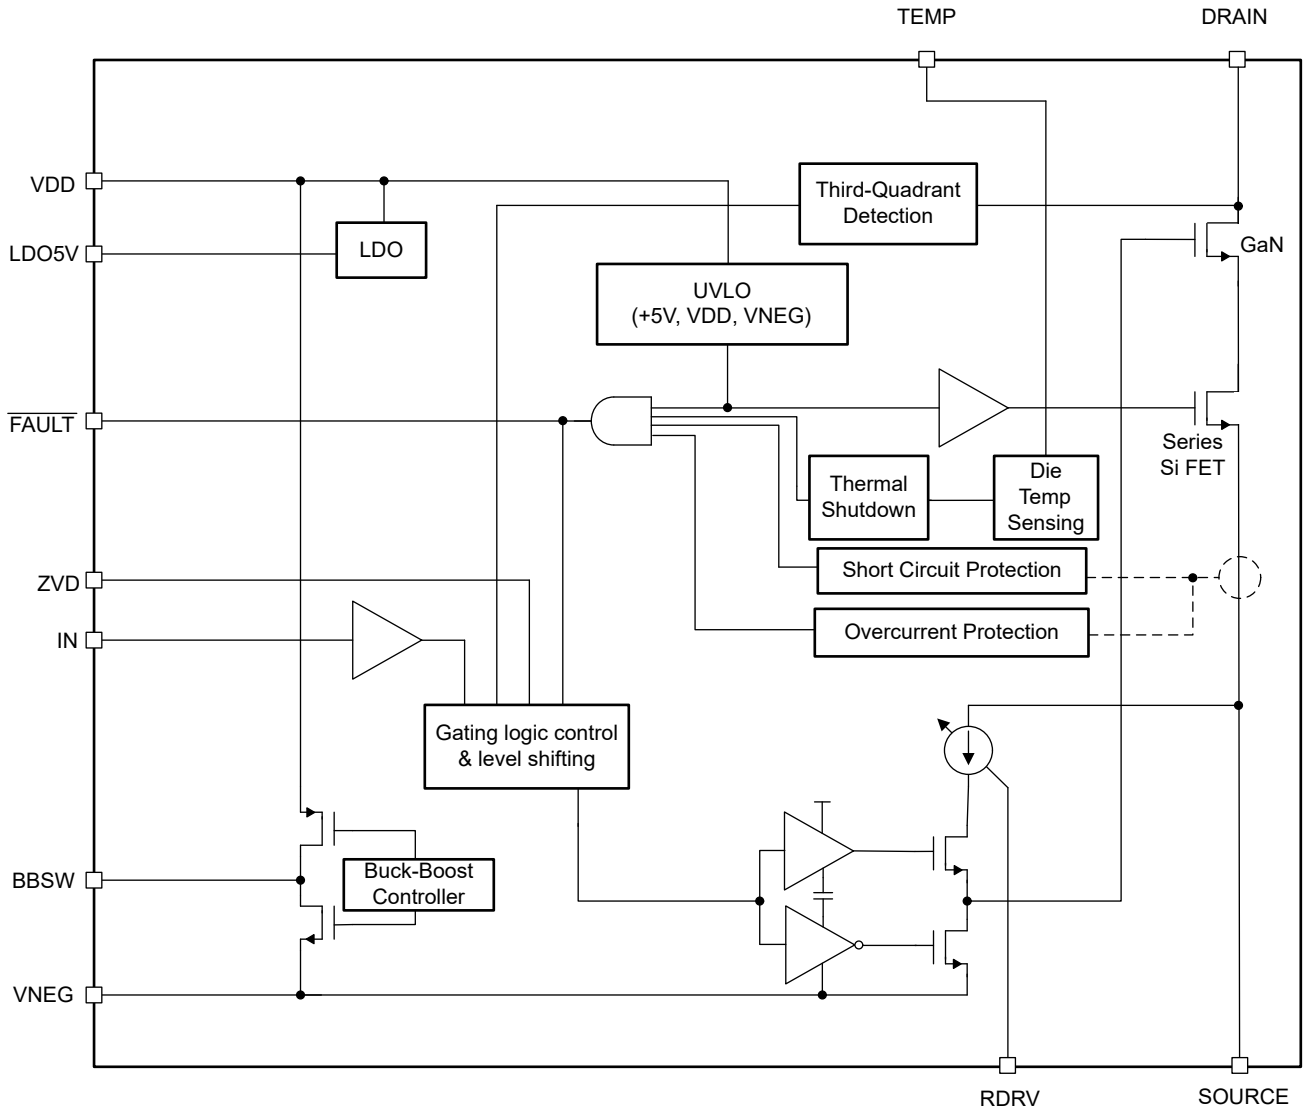 TEMP
DRAIN
VDD
Third-Quadrant
Detection
LDO5V
LDO
GaN
UVLO
(+5V, VDD, VNEG)
FAULT
Series
Si FET
Thermal
Shutdown
Die
Temp
Sensing
Short Circuit Protection
ZVD
Overcurrent Protection
IN
Gating logic control
& level shifting
BBSW
Buck-Boost
Controller
VNEG
RDRV
SOURCE